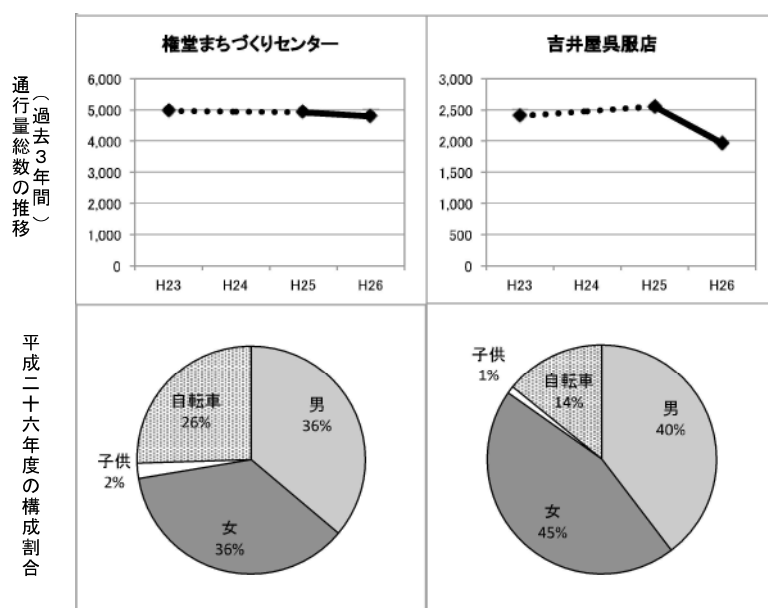 権堂まちづくりセンター
吉井屋呉服店
通行量総数の推移
（過去３年間）
6,000
5,000
4,000
3,000
2,000
1,000
0
H23 H24 H25 H26
3,000
2,500
2,000
1,500
1,000
500
0
H23 H24 H25 H26
平成二十六年度の構成割合
男
36%
女
36%
子供
2%
自転車
26%
男
40%
女
45%
子供
1%
自転車
14%